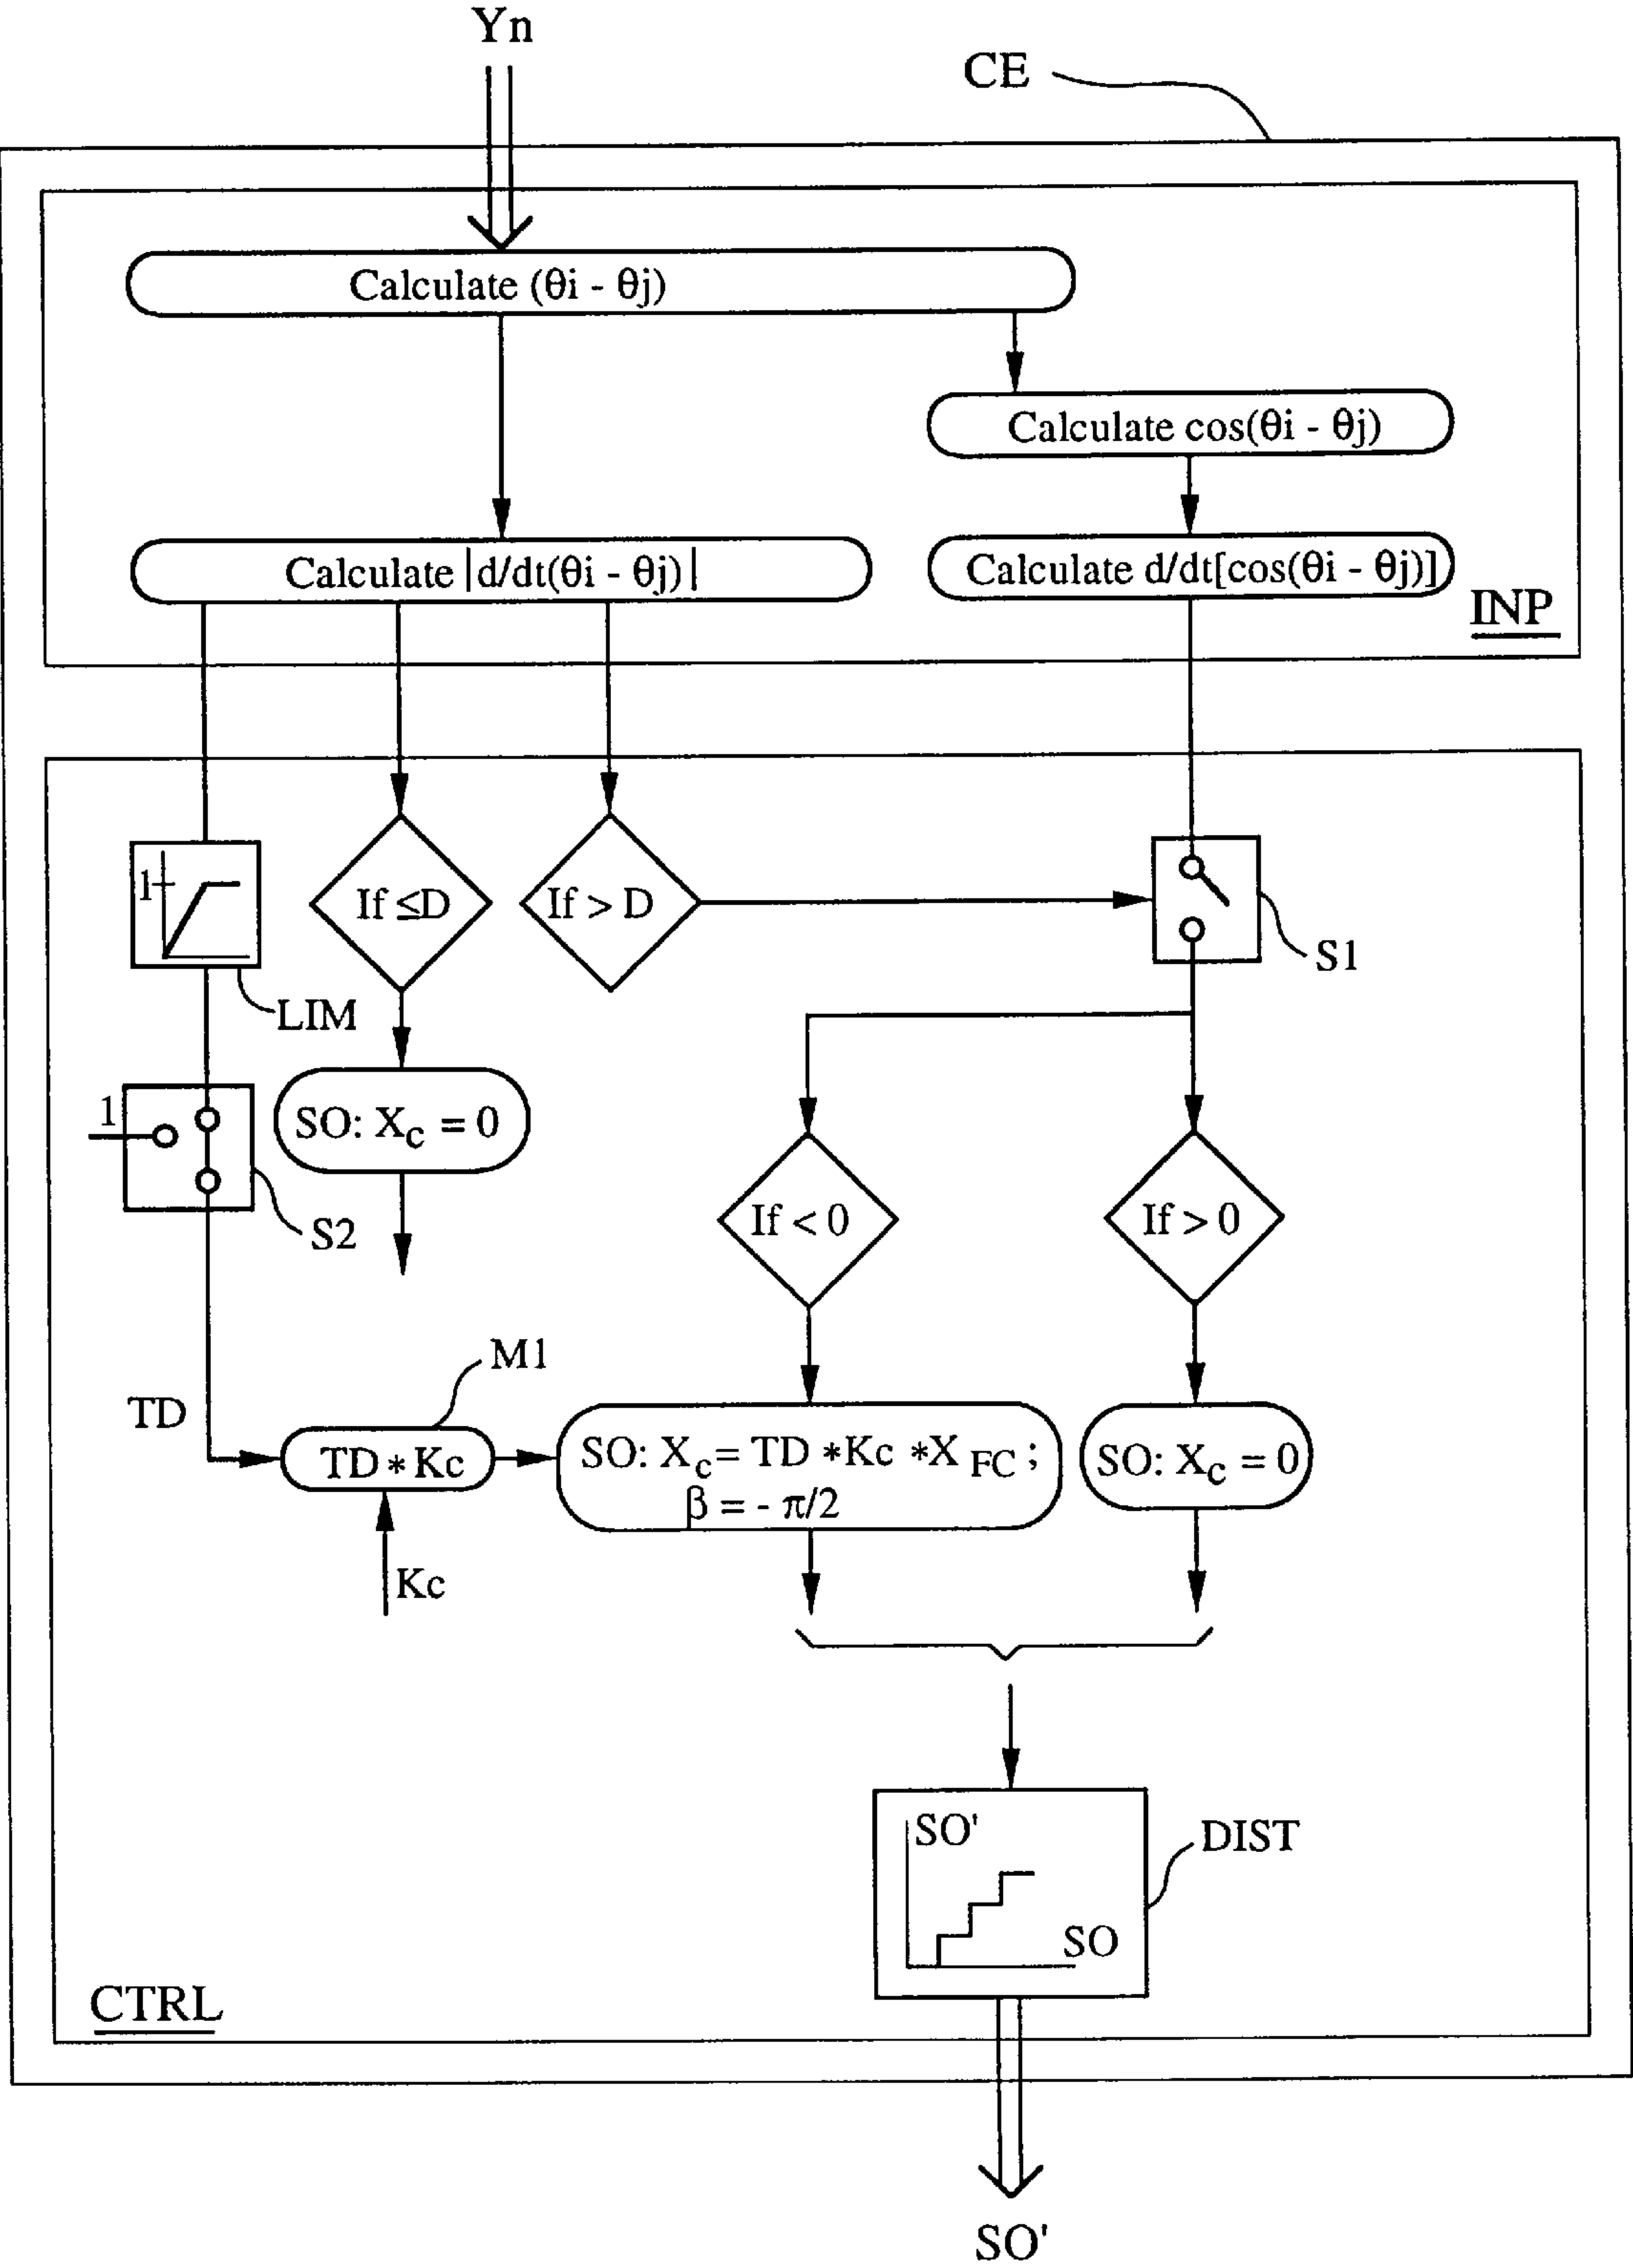 Yn
CE
Calculate (θi - θj)
Calculate cos(θi - θj)
Calculate |d/dt(θi - θj)|
Calculate d/dt[cos(θi - θj)]
INP
1
If ≤D
If > D
S1
LIM
1
SO: Xc = 0
S2
If < 0
If > 0
M1
TD
TD * Kc
SO: Xc= TD *Kc *X FC ;
β = - π/2
SO: Xc = 0
Kc
SO'
DIST
SO
CTRL
SO'